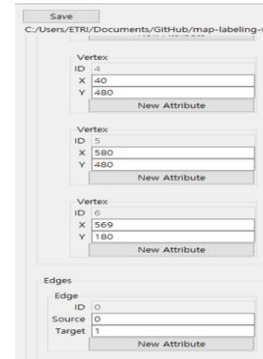 Save
C:/Users/ETRI/Documents/GitHub/map-labeling-
New Attribute
Vertex
ID 4
X 40
Y 480
New Attribute
Vertex
ID 5
X 580
Y 480
New Attribute
Vertex
ID 6
X 569
Y 180
New Attribute
Edges
Edge
ID 0
Source 0
Target 1
New Attribute